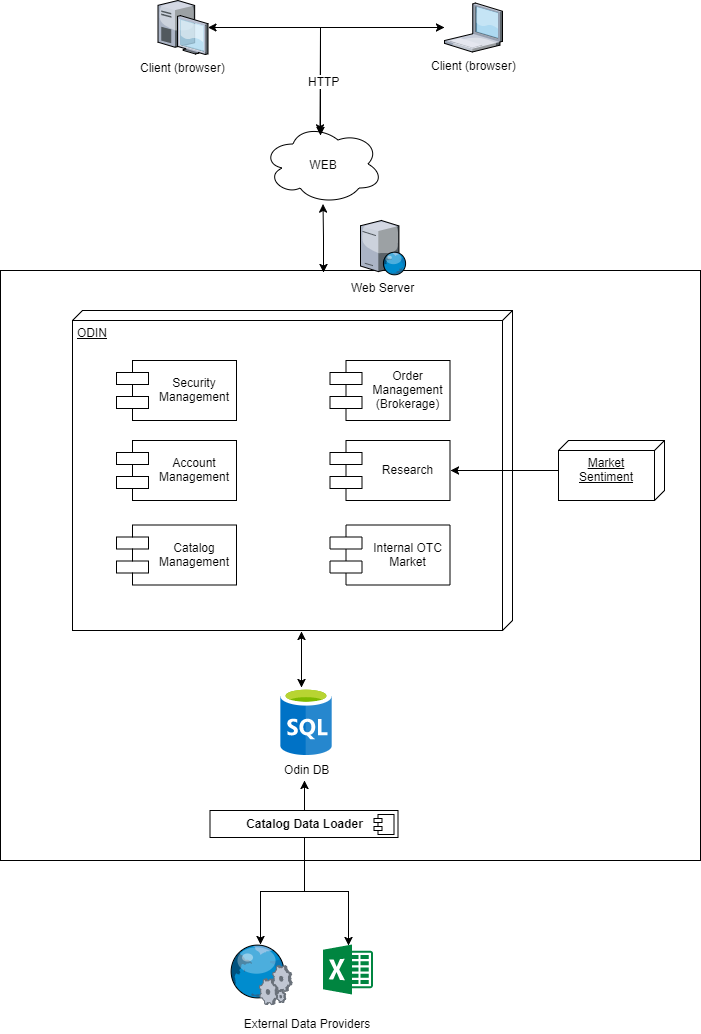 Client (browser)
Client (browser)
HTTP
WEB
Web Server
ODIN
Security
Management
Order
Management
(Brokerage)
Account
Management
Research
Market
Sentiment
Catalog
Management
Internal OTC
Market
SQL
Odin DB
Catalog Data Loader
X
External Data Providers